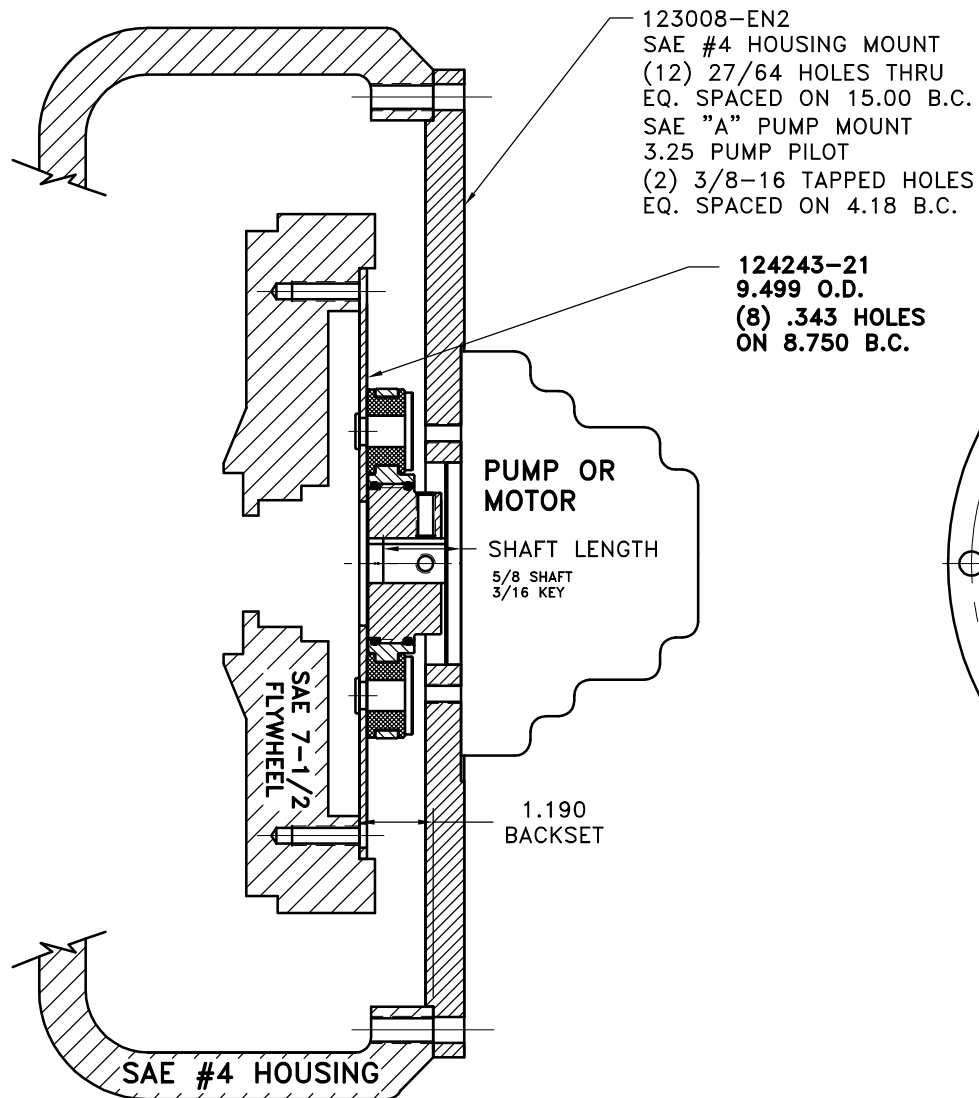 123008-EN2
SAE #4 HOUSING MOUNT
(12) 27/64 HOLES THRU
EQ. SPACED ON 15.00 B.C.
SAE "A" PUMP MOUNT
3.25 PUMP PILOT
(2) 3/8-16 TAPPED HOLES
EQ. SPACED ON 4.18 B.C.
124243-21
9.499 O.D.
(8) .343 HOLES
ON 8.750 B.C.
PUMP OR
MOTOR
SHAFT LENGTH
5/8 SHAFT
3/16 KEY
SAE 7-1/2
FLYWHEEL
1.190
BACKSET
SAE #4 HOUSING